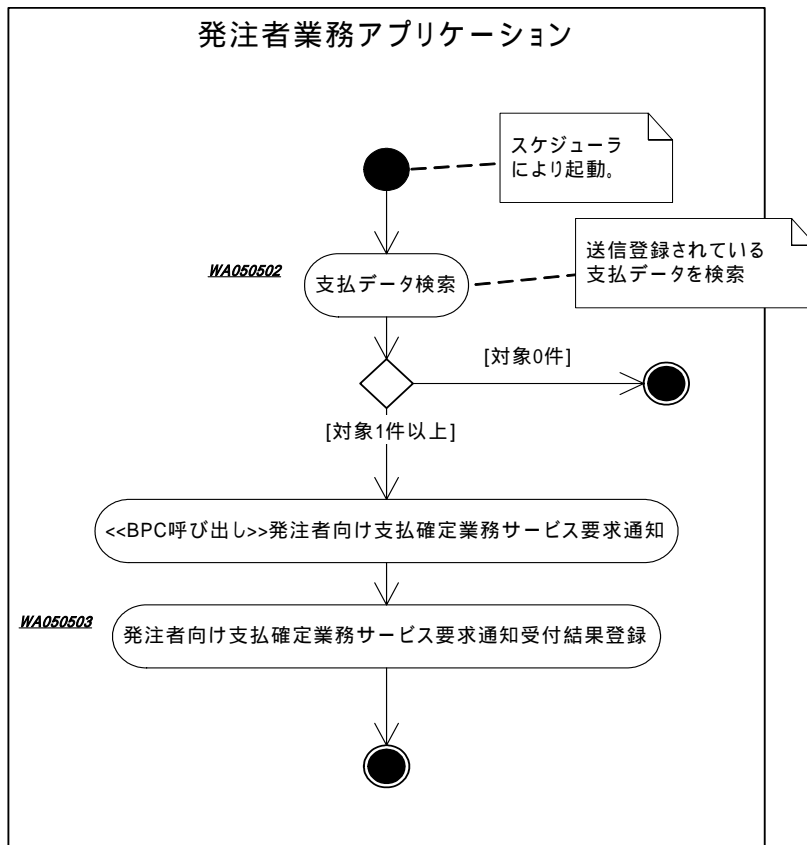 発注者業務アプリケーション
スケジューラ
により起動。
送信登録されている
支払データを検索
WA050502
支払データ検索
[対象0件]
[対象1件以上]
<<BPC呼び出し>>発注者向け支払確定業務サービス要求通知
WA050503
発注者向け支払確定業務サービス要求通知受付結果登録